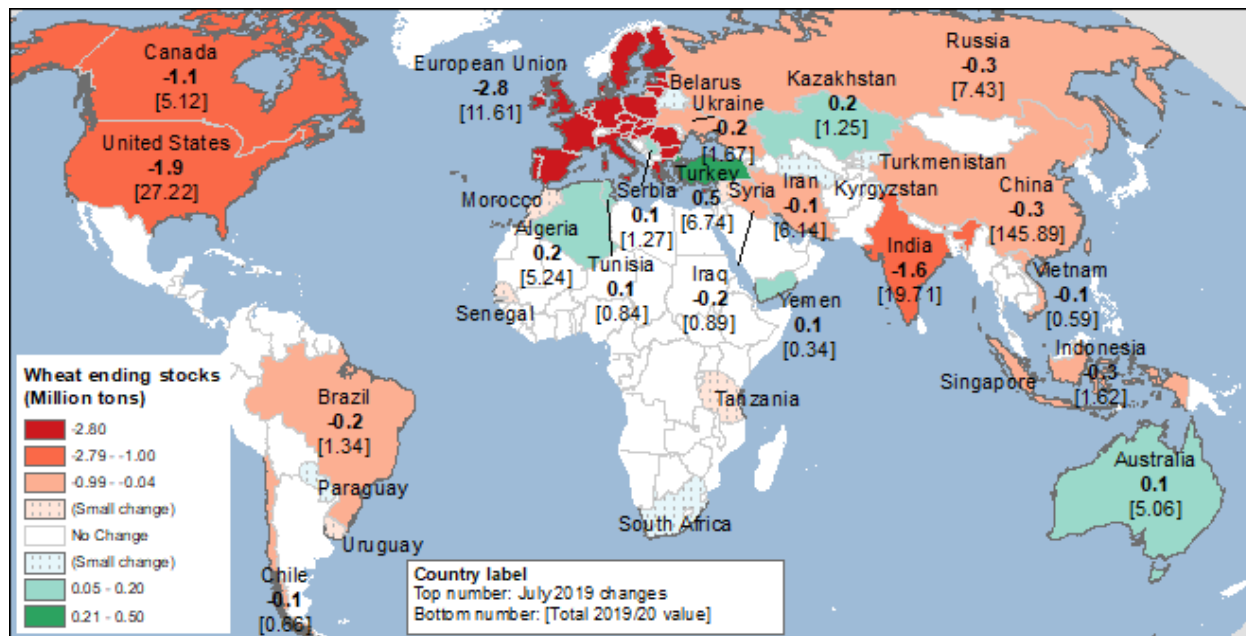 Canada
-1.1
[5.12]
United States
-1.9
[27.22]
European Union
-2.8
[11.61]
Belarus
Ukraine
-0.2
[1.67]
Kazakhstan
0.2
[1.25]
Russia
-0.3
[7.43]
Turkey
0.5
[6.74]
Serbia
0.1
[1.27]
Syria
Iran
-0.1
[6.14]
Turkmenistan
Kyrgyzstan
China
-0.3
[145.89]
Morocco
Algeria
0.2
[5.24]
Tunisia
0.1
[0.84]
Iraq
-0.2
[0.89]
Yemen
0.1
[0.34]
India
-1.6
[19.71]
Vietnam
-0.1
[0.59]
Senegal
Tanzania
Singapore
Indonesia
-0.3
[1.62]
Brazil
-0.2
[1.34]
Paraguay
Uruguay
Chile
-0.1
[0.66]
South Africa
Australia
0.1
[5.06]
Wheat ending stocks
(Million tons)
-2.80
-2.79 - -1.00
-0.99 - -0.04
(Small change)
No Change
(Small change)
0.05 - 0.20
0.21 - 0.50
Country label
Top number: July 2019 changes
Bottom number: [Total 2019/20 value]